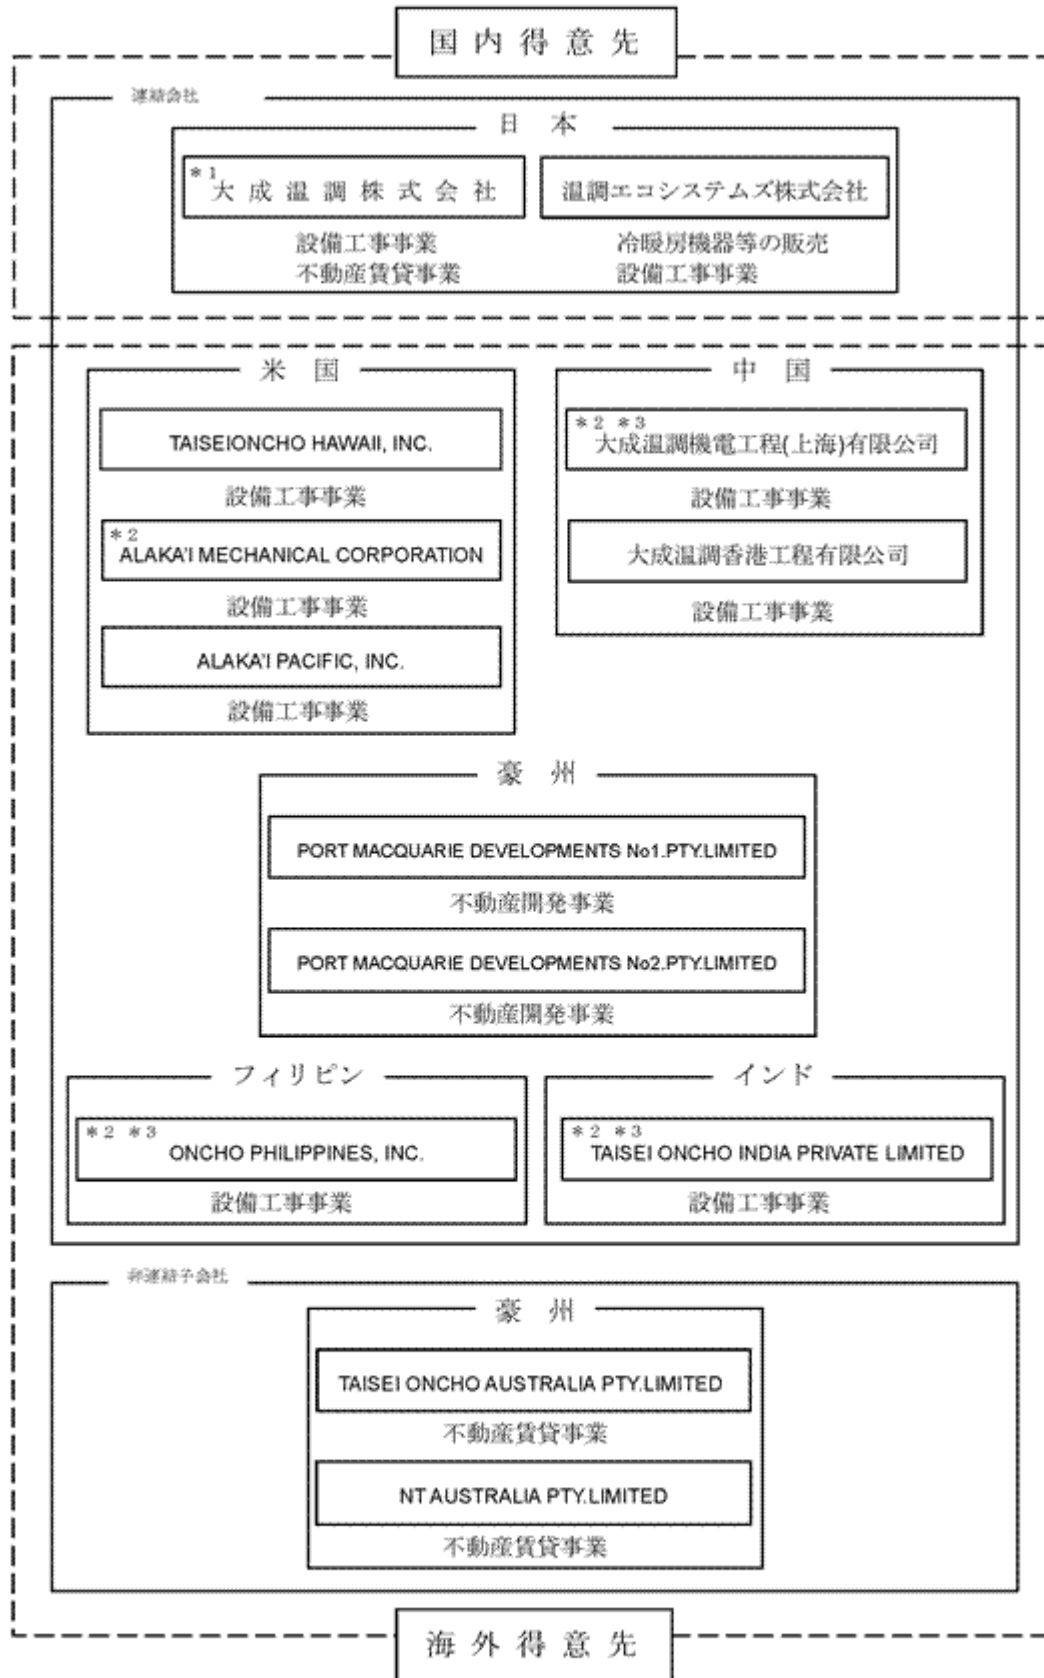 国内得意先
連結会社
日本
*1
大成温調株式会社
温調エコシステムズ株式会社
設備工事事業
不動産賃貸事業
冷暖房機器等の販売
設備工事事業
米国
TAISEIONCHO HAWAII, INC.
設備工事事業
*2
ALAKA'I MECHANICAL CORPORATION
設備工事事業
ALAKA'I PACIFIC, INC.
設備工事事業
中国
*2 *3
大成温調機電工程(上海)有限公司
設備工事事業
大成温調香港工程有限公司
設備工事事業
豪州
PORT MACQUARIE DEVELOPMENTS No1.PTY.LIMITED
不動産開発事業
PORT MACQUARIE DEVELOPMENTS No2.PTY.LIMITED
不動産開発事業
フィリピン
*2 *3
ONCHO PHILIPPINES, INC.
設備工事事業
インド
*2 *3
TAISEI ONCHO INDIA PRIVATE LIMITED
設備工事事業
非連結子会社
豪州
TAISEI ONCHO AUSTRALIA PTY.LIMITED
不動産賃貸事業
NT AUSTRALIA PTY.LIMITED
不動産賃貸事業
海外得意先